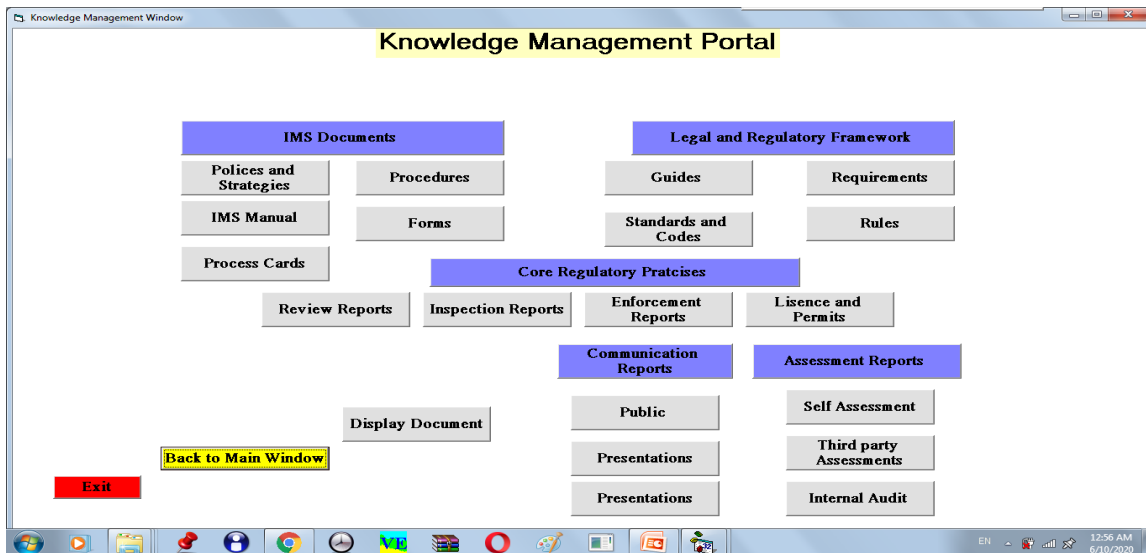 Knowledge Management Window
Knowledge Management Portal
IMS Documents
Legal and Regulatory Framework
Polices and
Strategies
Procedures
Guides
Requirements
IMS Manual
Forms
Standards and
Codes
Rules
Process Cards
Core Regulatory Pratcises
Review Reports
Inspection Reports
Enforcement
Reports
Lisence and
Permits
Communication
Reports
Assessment Reports
Public
Self Assessment
Display Document
Presentations
Third party
Assessments
Back to Main Window
Exit
Presentations
Internal Audit
VE
EN
12:56 AM
6/10/2020